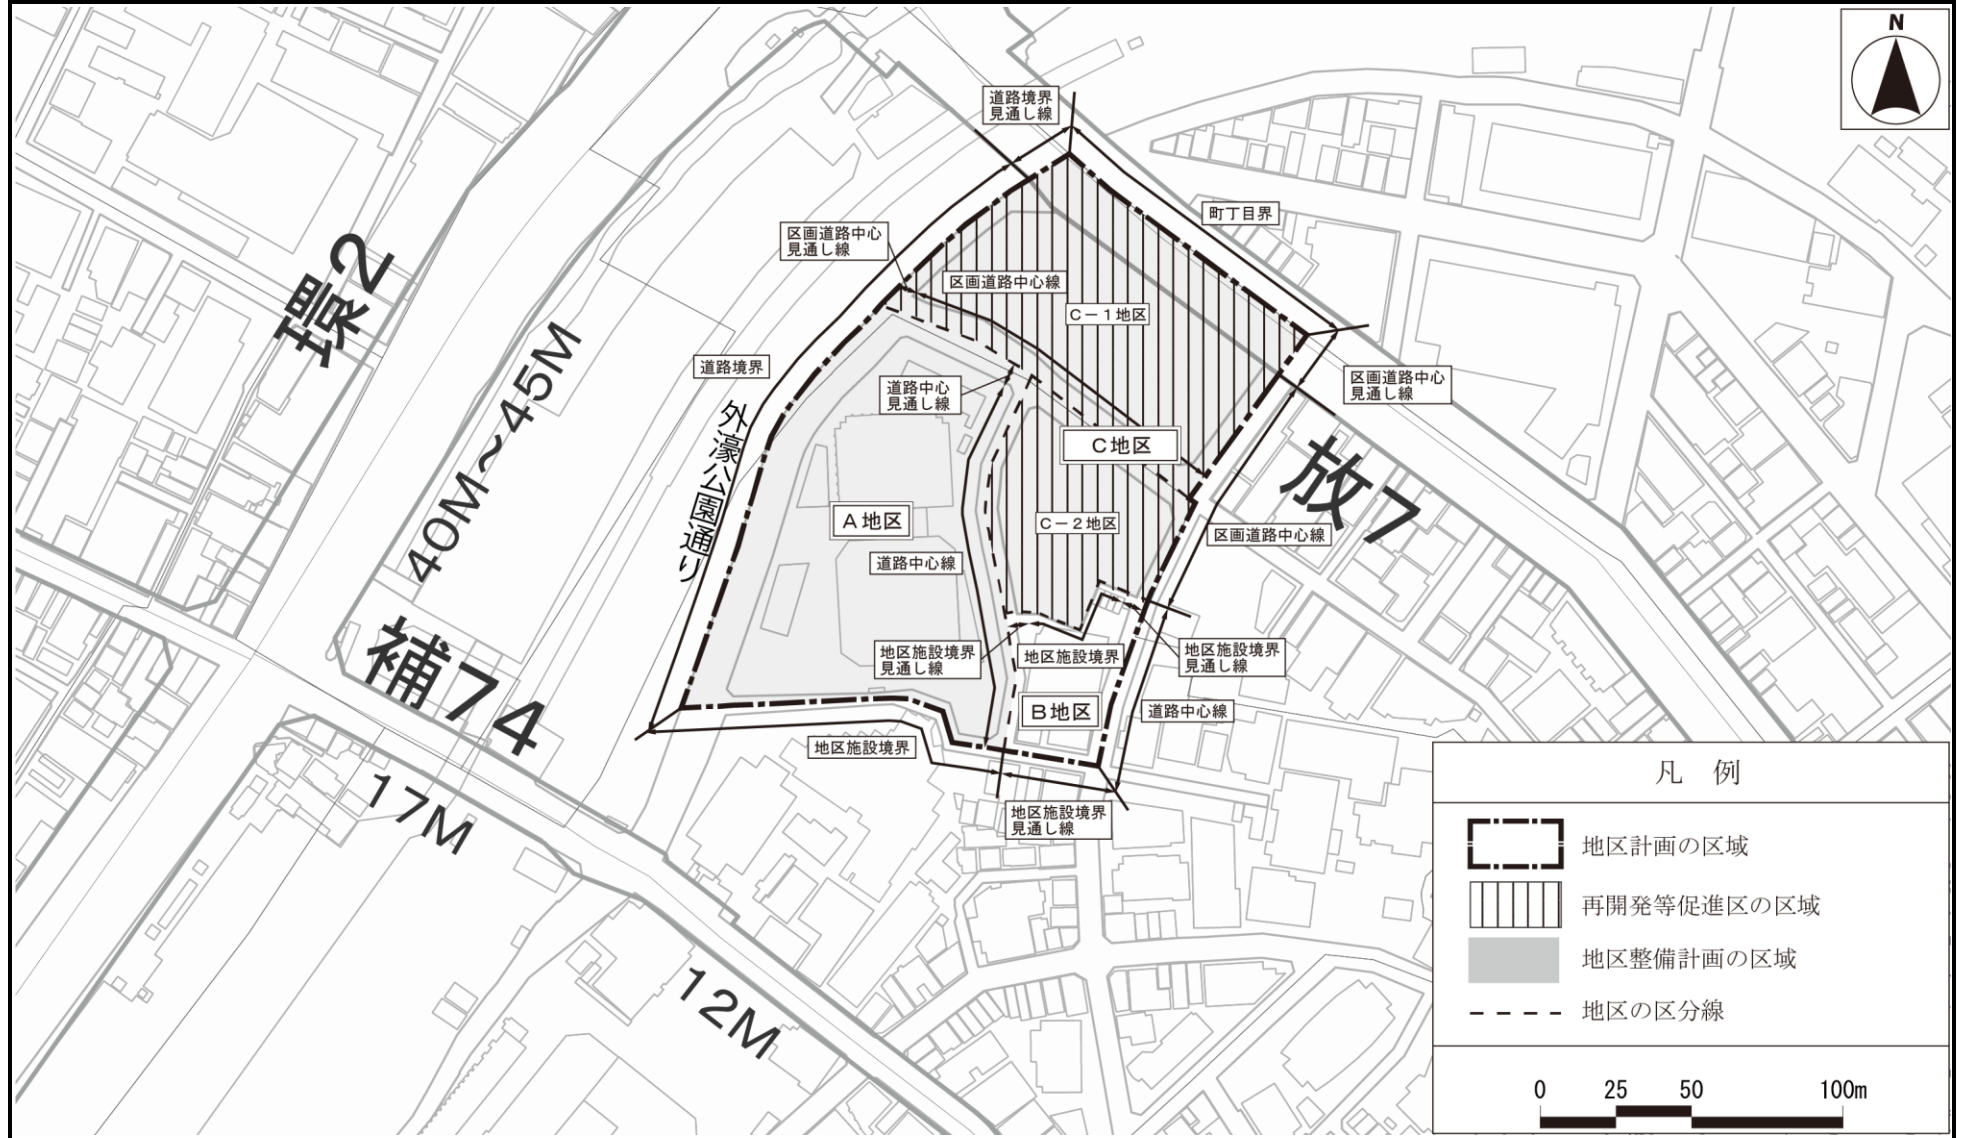 N
道路境界
見通し線
町丁目界
区画道路中心
見通し線
区画道路中心線
C－1地区
環2
40M~45M
道路境界
道路中心
見通し線
区画道路中心
見通し線
外濠公園通り
C地区
放7
A地区
C－2地区
区画道路中心線
道路中心線
補74
地区施設境界
見通し線
地区施設境界
地区施設境界
見通し線
B地区
道路中心線
地区施設境界
17M
地区施設境界
見通し線
12M
凡 例
地区計画の区域
再開発等促進区の区域
地区整備計画の区域
地区の区分線
0 25 50 100m